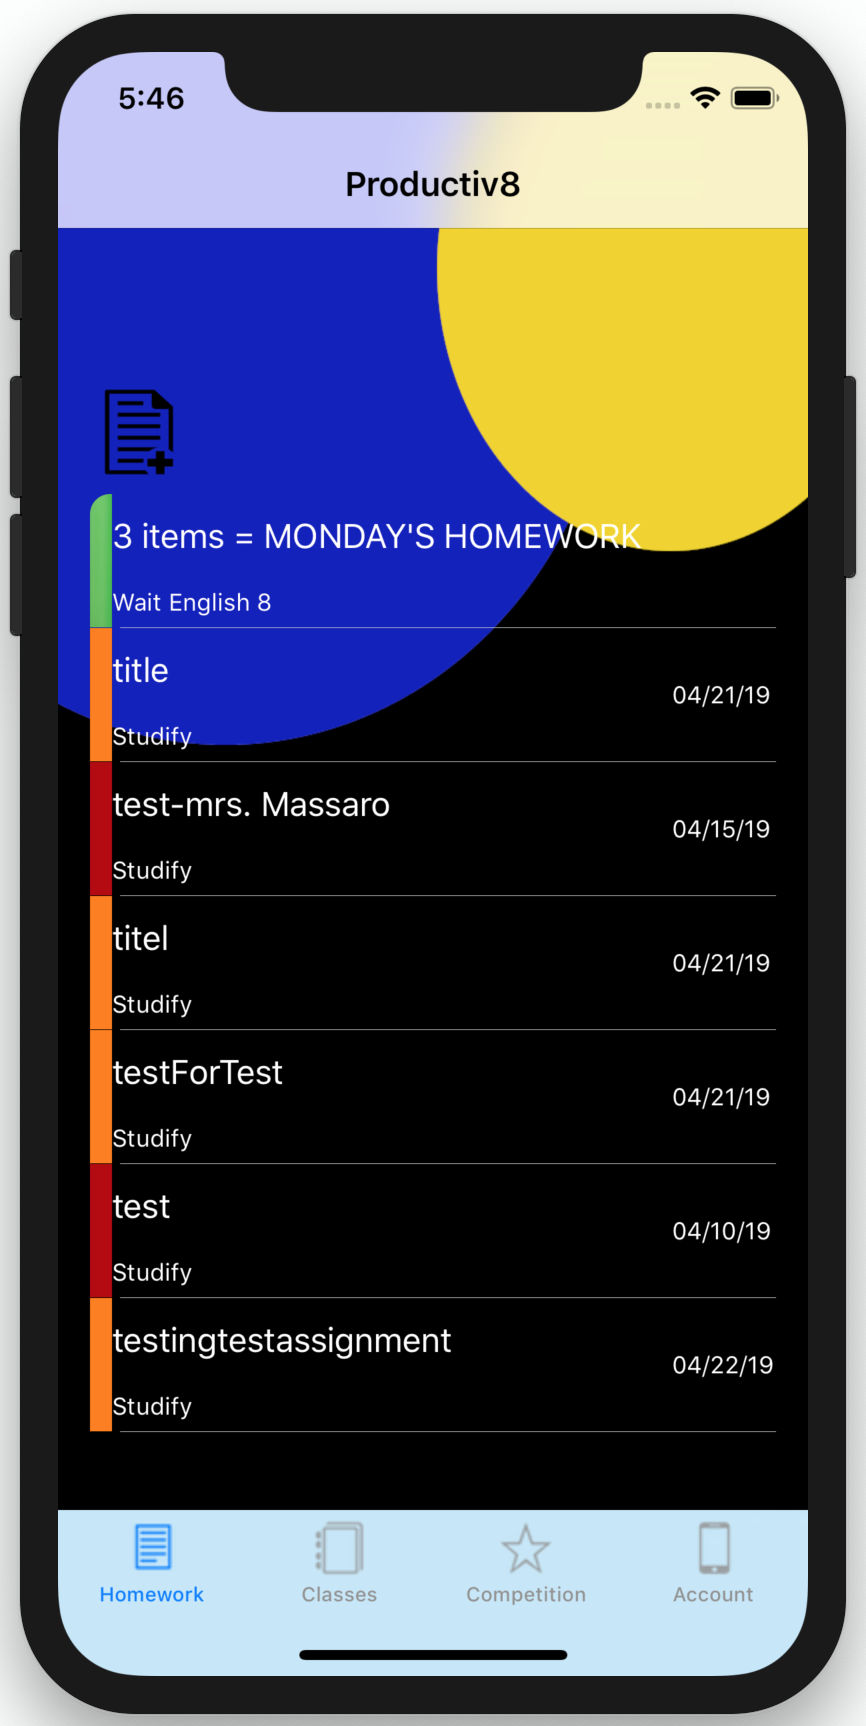 5:46
Productiv8
3 items = MONDAY'S HOMEWORK
Wait English 8
title
04/21/19
Studify
test-mrs. Massaro
04/15/19
Studify
titel
04/21/19
Studify
testForTest
04/21/19
Studify
test
04/10/19
Studify
testingtestassignment
04/22/19
Studify
Homework Classes Competition Account